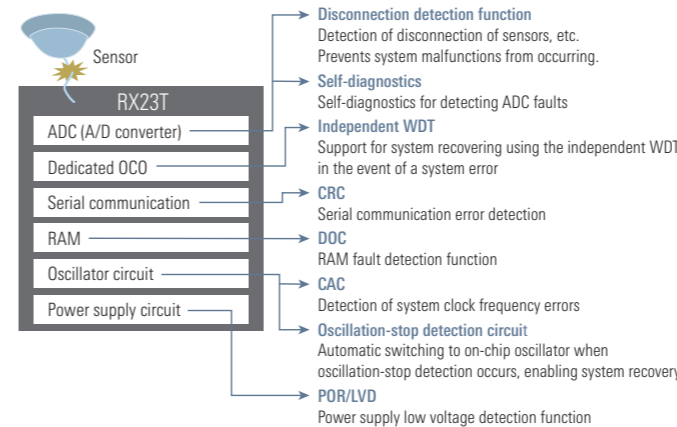 Sensor
RX23T
ADC (A/D converter)
Dedicated OCO
Serial communication
RAM
Oscillator circuit
Power supply circuit
Disconnection detection function
Detection of disconnection of sensors, etc.
Prevents system malfunctions from occurring.
Self-diagnostics
Self-diagnostics for detecting ADC faults
Independent WDT
Support for system recovering using the independent WDT
in the event of a system error
CRC
Serial communication error detection
DOC
RAM fault detection function
CAC
Detection of system clock frequency errors
Oscillation-stop detection circuit
Automatic switching to on-chip oscillator when
oscillation-stop detection occurs, enabling system recovery
POR/LVD
Power supply low voltage detection function